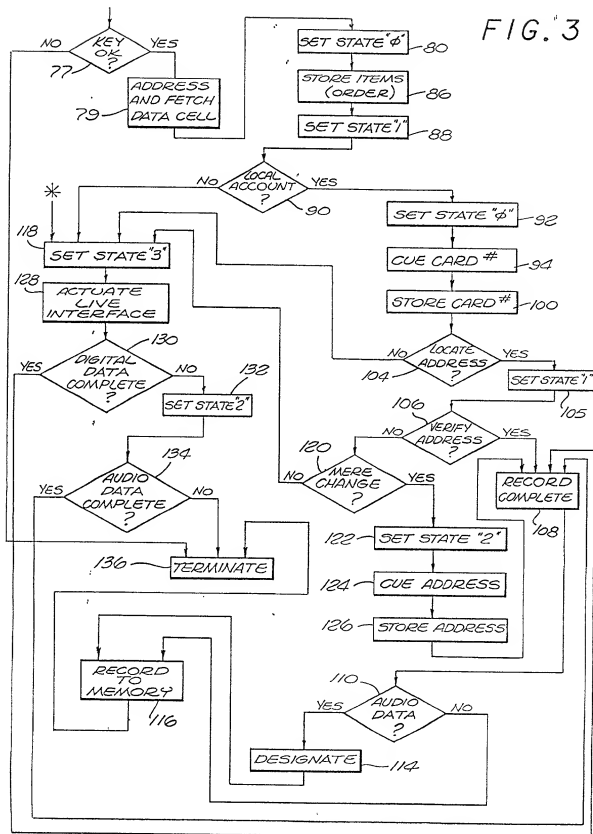 FIG. 3
NO
KEY
OK
?
YES
77
ADDRESS
AND FETCH
DATA CELL
79
SET STATE "ϕ"
80
STORE ITEMS
(ORDER)
86
SET STATE "1"
88
NO
LOCAL
ACCOUNT
?
YES
90
*
118
SET STATE "3"
SET STATE "ϕ"
92
CUE CARD #
94
128
ACTUATE
LIVE
INTERFACE
STORE CARD #
100
130
YES
DIGITAL
DATA
COMPLETE
?
NO
132
SET STATE "2"
NO
LOCATE
ADDRESS
?
YES
104
SET STATE "1"
105
106
NO
VERIFY
ADDRESS
?
YES
134
YES
AUDIO
DATA
COMPLETE
?
NO
120
NO
MERE
CHANGE
?
YES
RECORD
COMPLETE
108
136
TERMINATE
122
SET STATE "2"
124
CUE ADDRESS
126
STORE ADDRESS
RECORD
TO
MEMORY
116
110
YES
AUDIO
DATA
?
NO
DESIGNATE
114